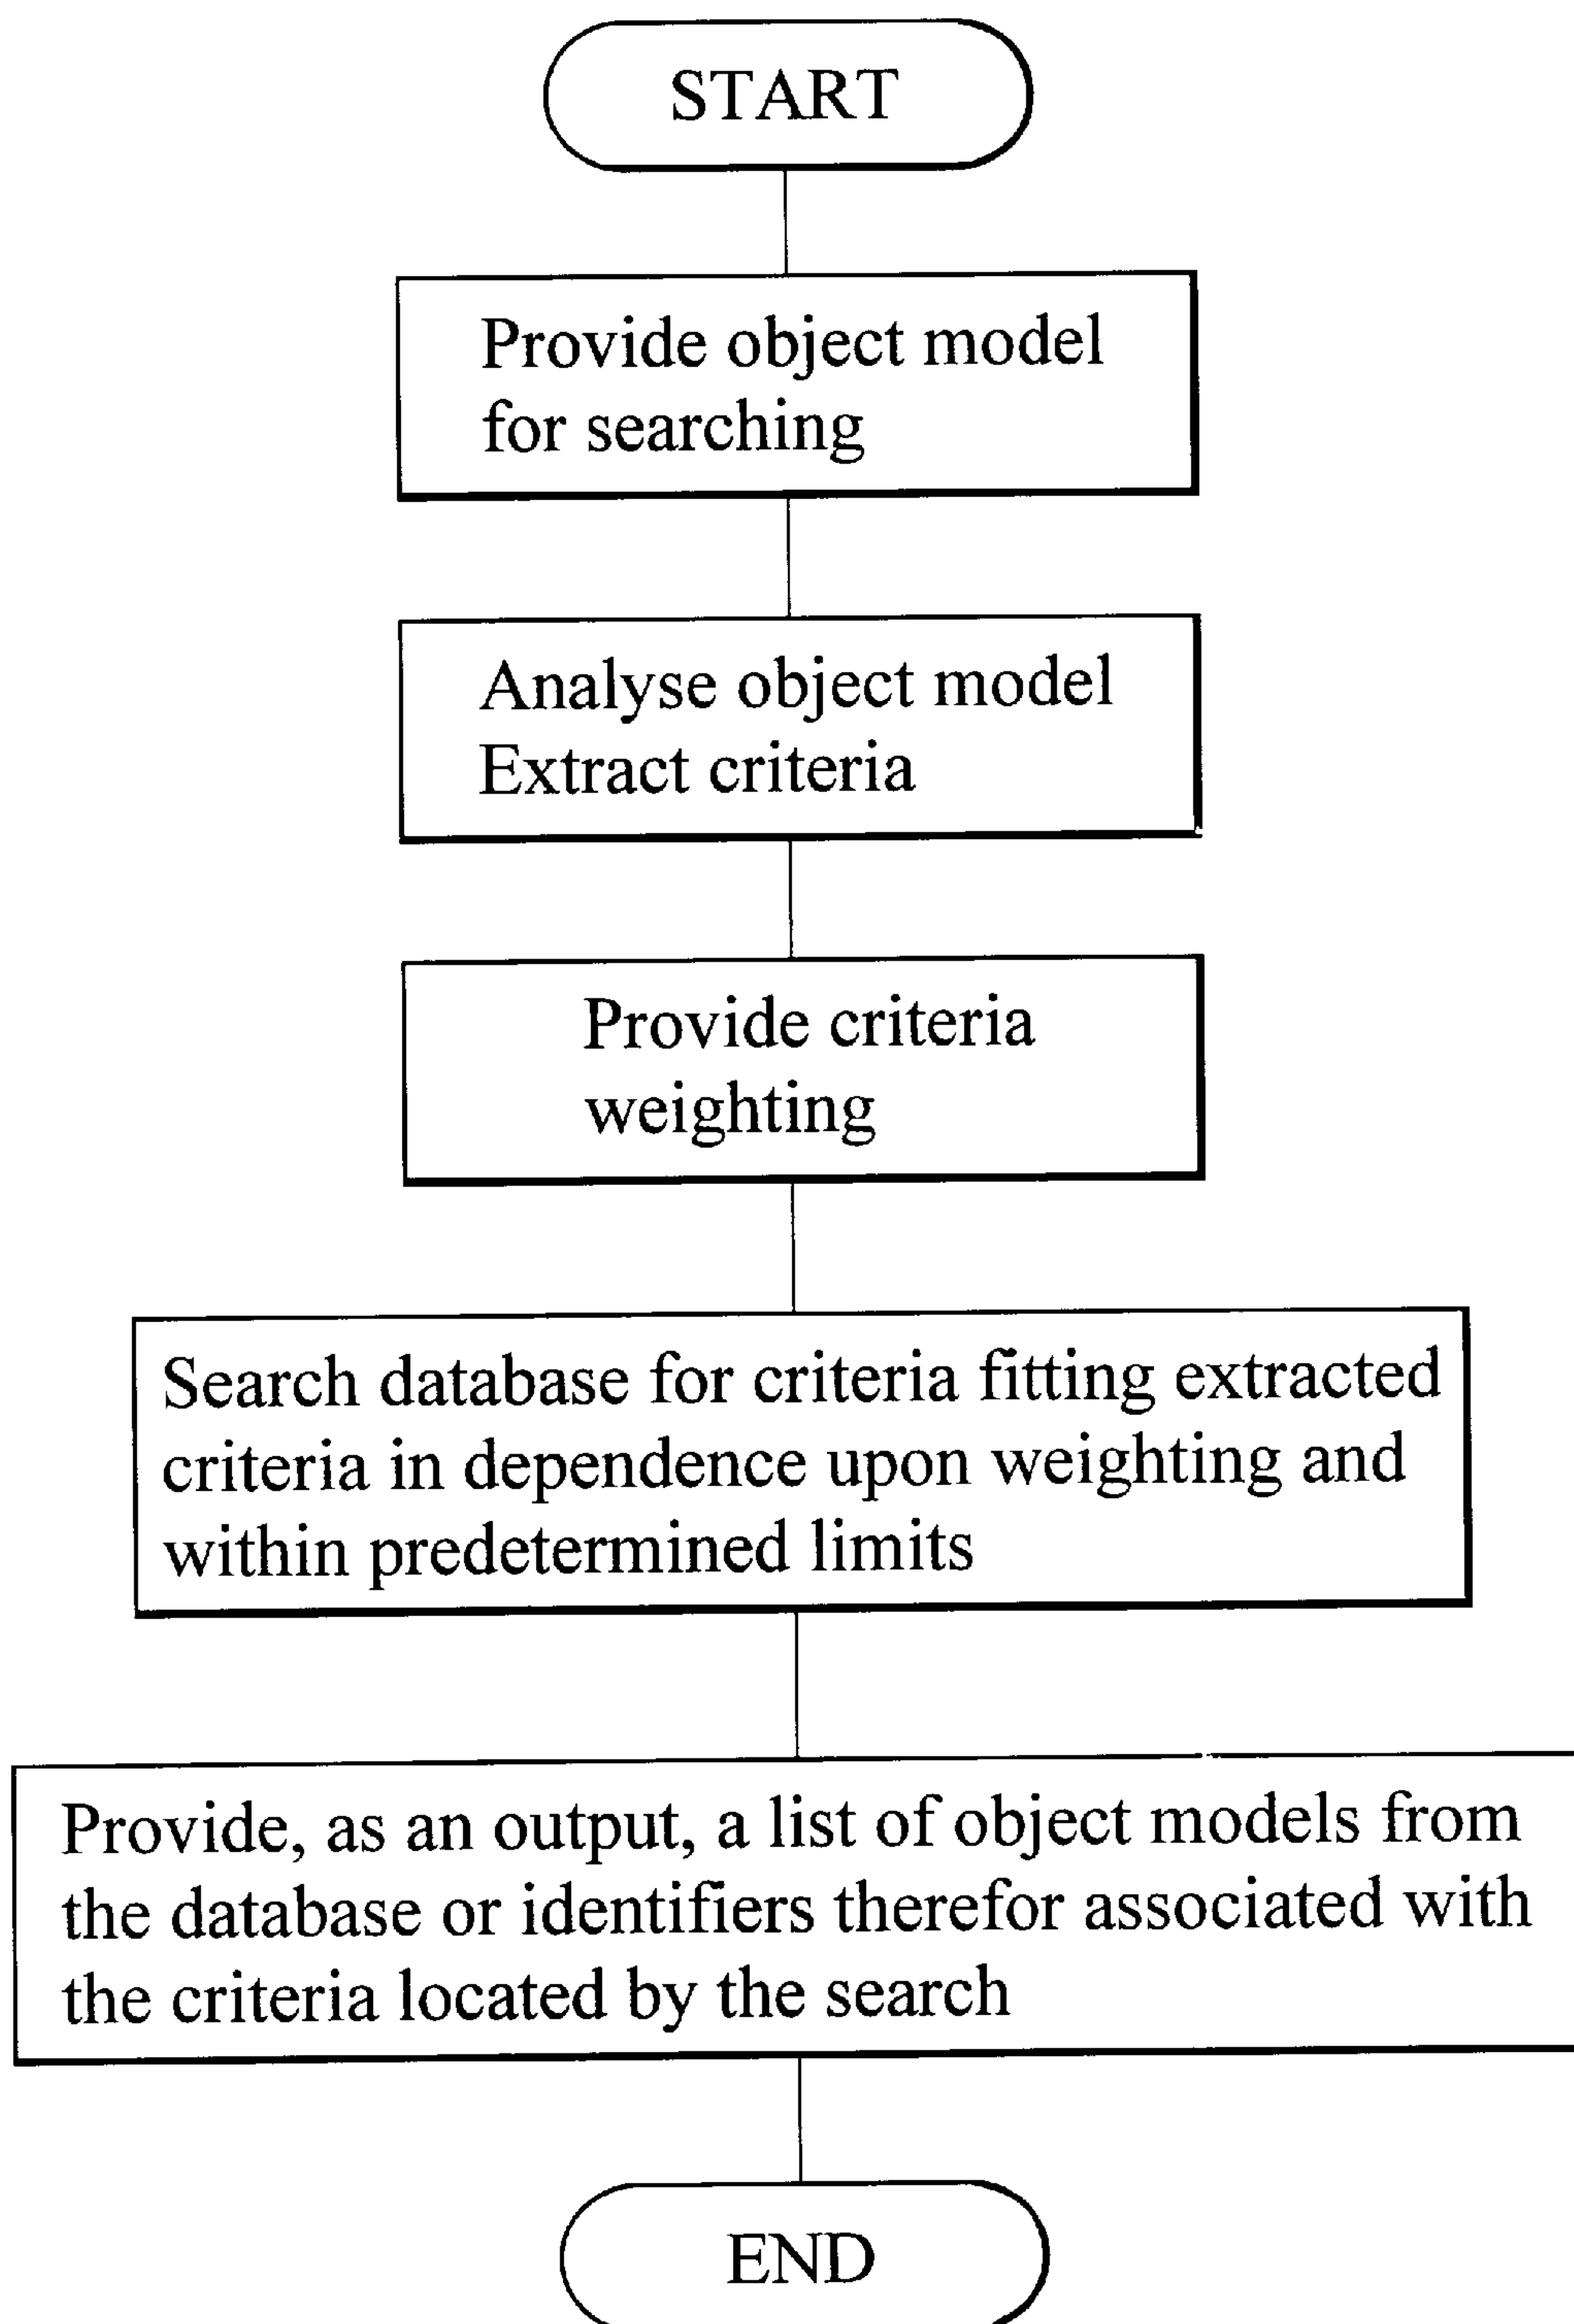 START
Provide object model
for searching
Analyse object model
Extract criteria
Provide criteria
weighting
Search database for criteria fitting extracted
criteria in dependence upon weighting and
within predetermined limits
Provide, as an output, a list of object models from
the database or identifiers therefor associated with
the criteria located by the search
END